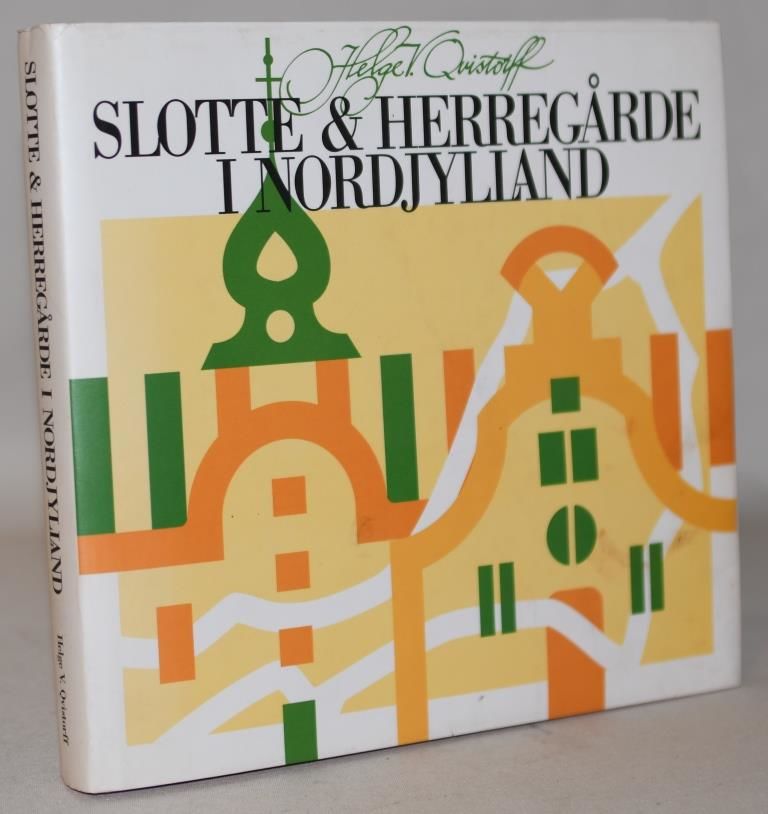 Helge V. Qvistorff
SLOTTE & HERREGÅRDE
I NORDJYLLAND
SLOTTE & HERREGÅRDE I NORDJYLLAND
Helge V. Qvistorff